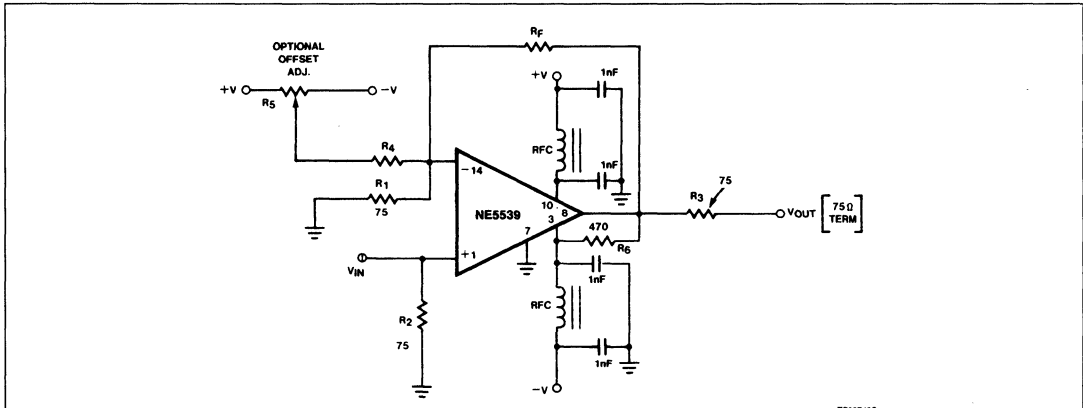 RF
OPTIONAL
OFFSET
ADJ.
+V
R5
-V
+V
1nF
RFC
1nF
R4
R1
75
-14
NE5539
10
8
3
7
+1
VIN
R2
75
470
R6
1nF
RFC
1nF
-V
R3
75
VOUT
75Ω
TERM